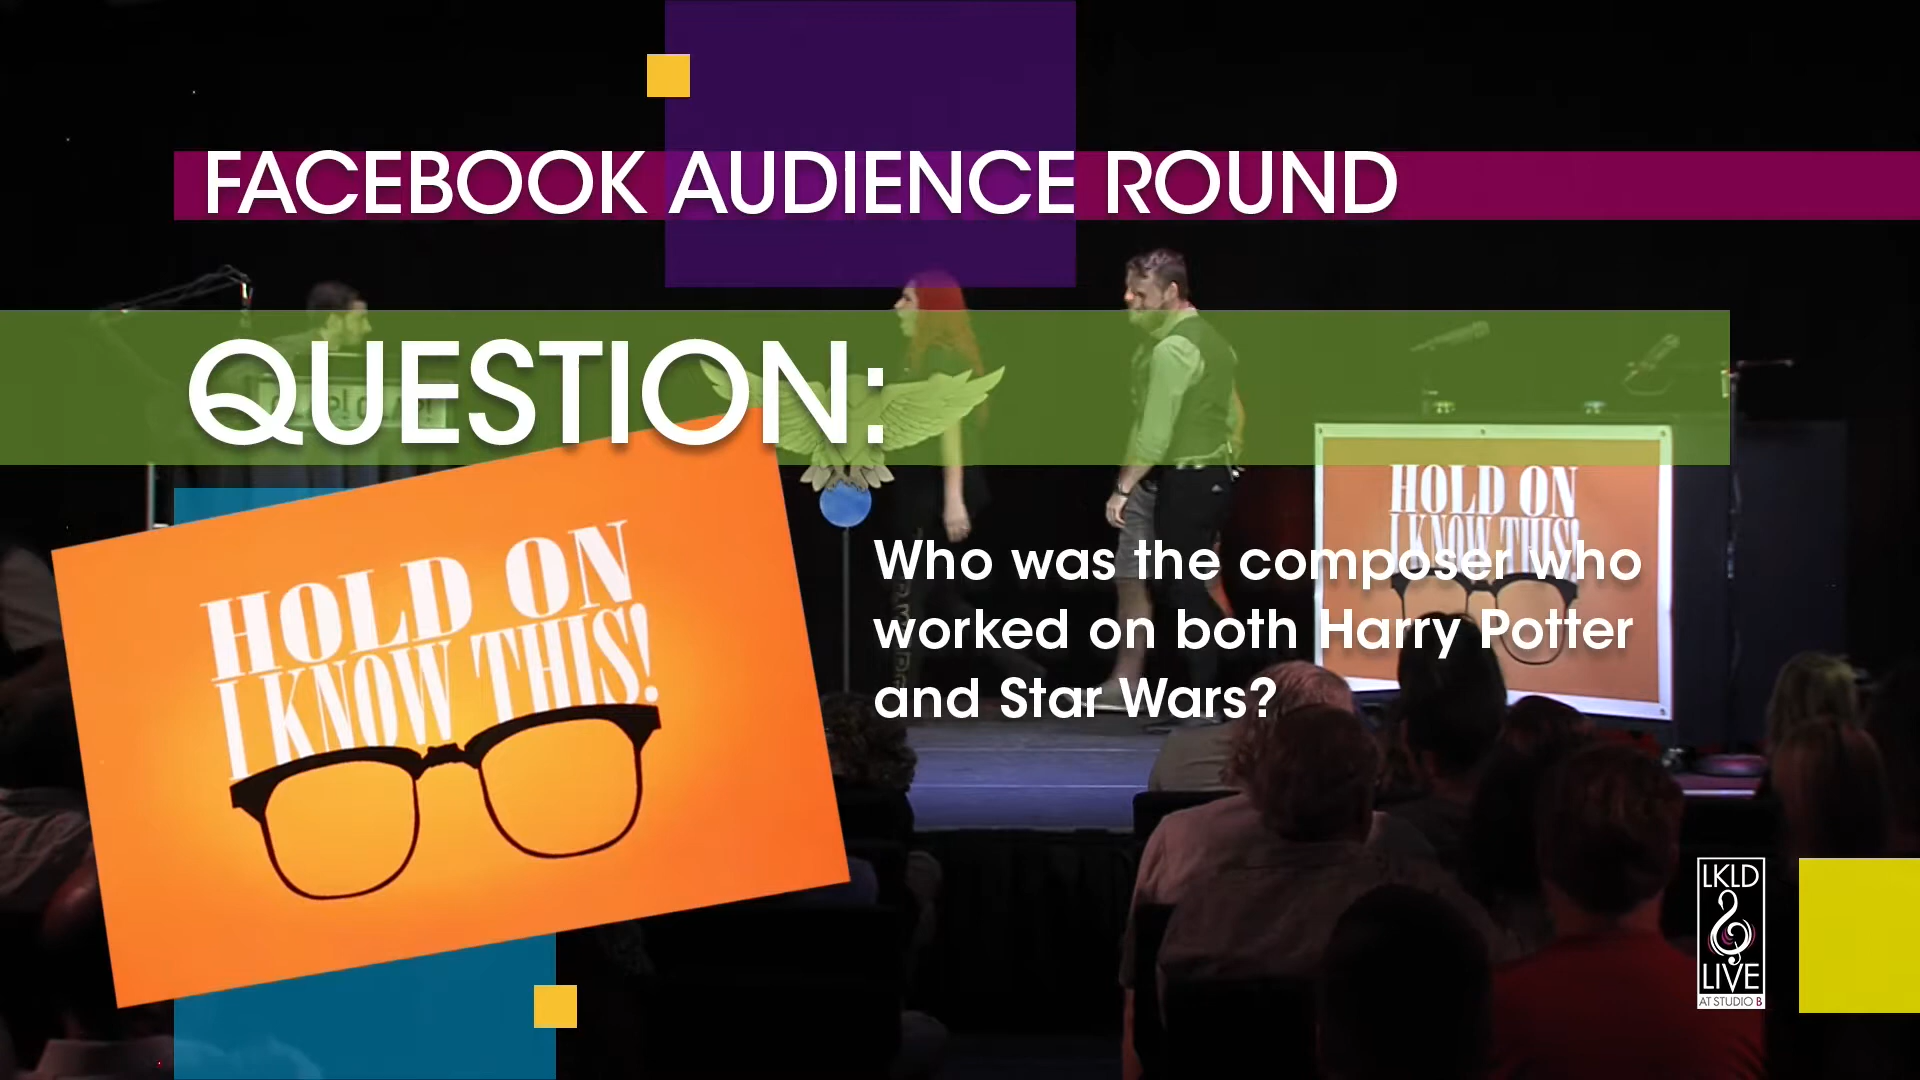 FACEBOOK AUDIENCE ROUND
QUESTION:
HOLD ON
I KNOW THIS!
Who was the composer who
worked on both Harry Potter
and Star Wars?
HOLD ON
I KNOW THIS!
LKLD
LIVE
AT STUDIO B